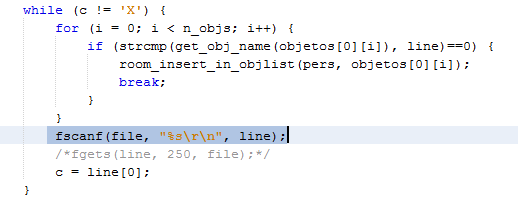 while (c != 'X') {
for (i = 0; i < n_objs; i++) {
if (strcmp(get_obj_name(objetos[0][i]), line)==0) {
room_insert_in_objlist(pers, objetos[0][i]);
break;
}
}
fscanf(file, "%s\r\n", line);
/*fgets(line, 250, file);*/
c = line[0];
}